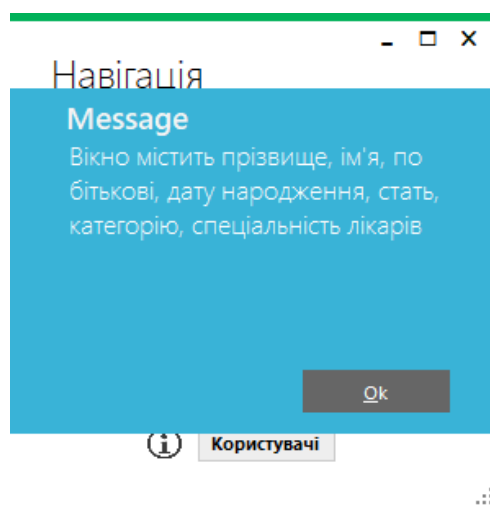 Навігація
Message
Вікно містить прізвище, ім'я, по
бітькові, дату народження, стать,
категорію, спеціальність лікарів
Ok
Користувачі